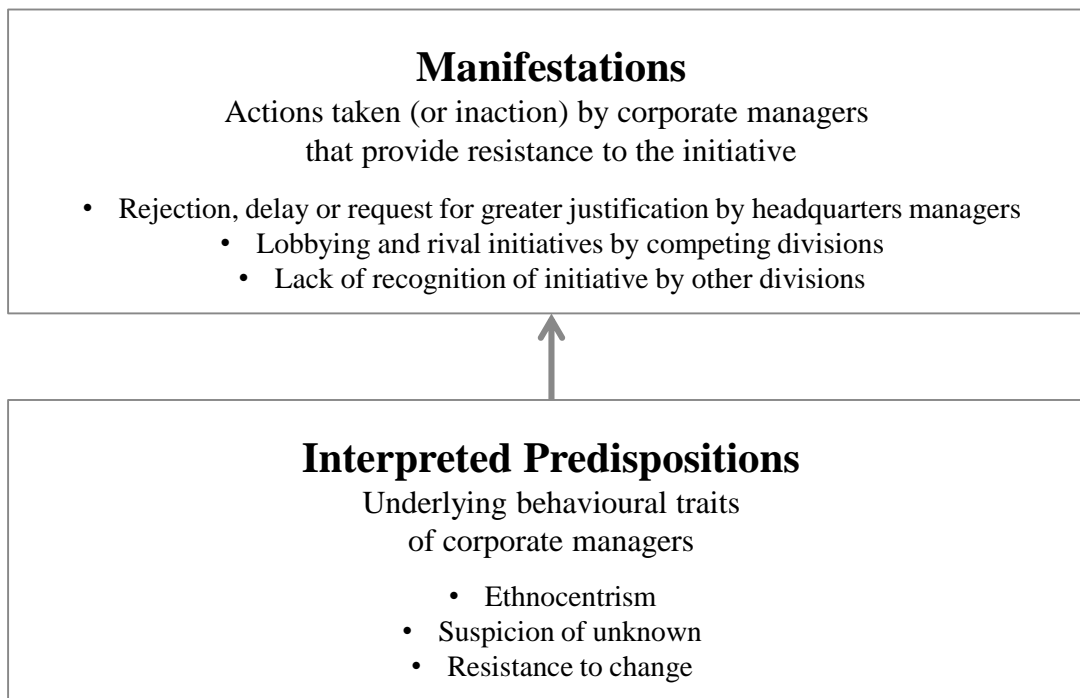 Manifestations
Actions taken (or inaction) by corporate managers
that provide resistance to the initiative
• Rejection, delay or request for greater justification by headquarters managers
• Lobbying and rival initiatives by competing divisions
• Lack of recognition of initiative by other divisions
Interpreted Predispositions
Underlying behavioural traits
of corporate managers
• Ethnocentrism
• Suspicion of unknown
• Resistance to change